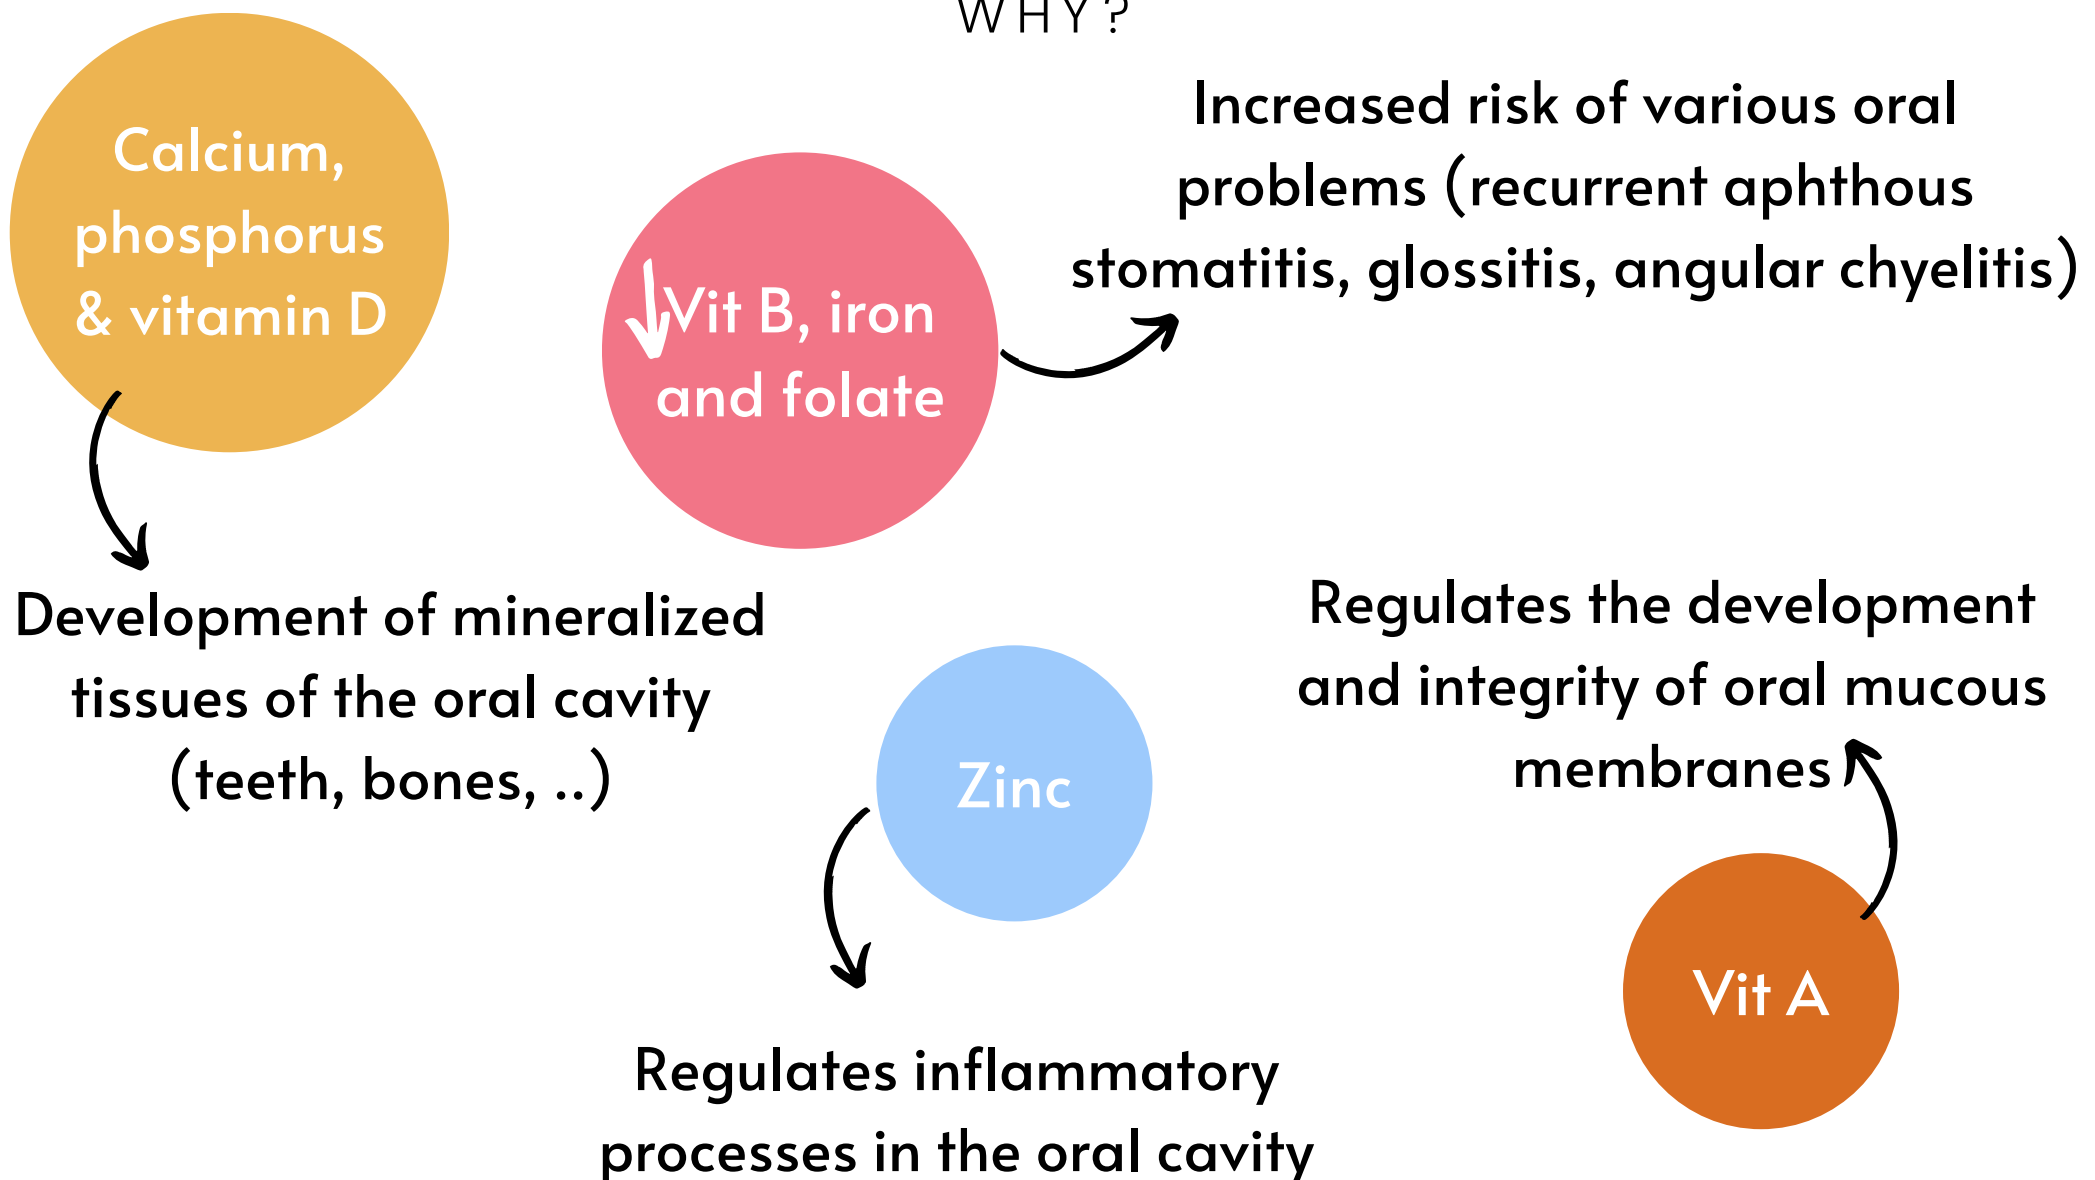 WHY?
Calcium,
phosphorus
& vitamin D
Vit B, iron
and folate
Increased risk of various oral
problems (recurrent aphthous
stomatitis, glossitis, angular chyelitis)
Development of mineralized
tissues of the oral cavity
(teeth, bones, ..)
Zinc
Regulates the development
and integrity of oral mucous
membranes
Vit A
Regulates inflammatory
processes in the oral cavity